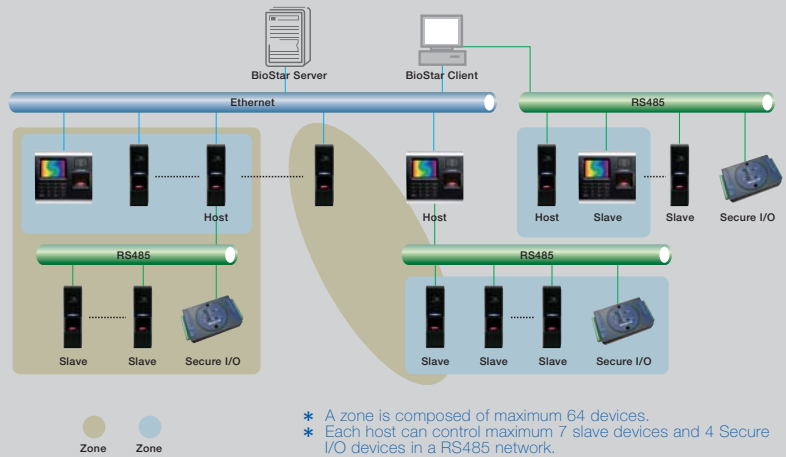 BioStar Server
BioStar Client
Ethernet
RS485
Host
Host
Host
Slave
Slave
Secure I/O
RS485
RS485
Slave
Slave
Secure I/O
Slave
Slave
Slave
Secure I/O
Zone
Zone
* A zone is composed of maximum 64 devices.
* Each host can control maximum 7 slave devices and 4 Secure
I/O devices in a RS485 network.